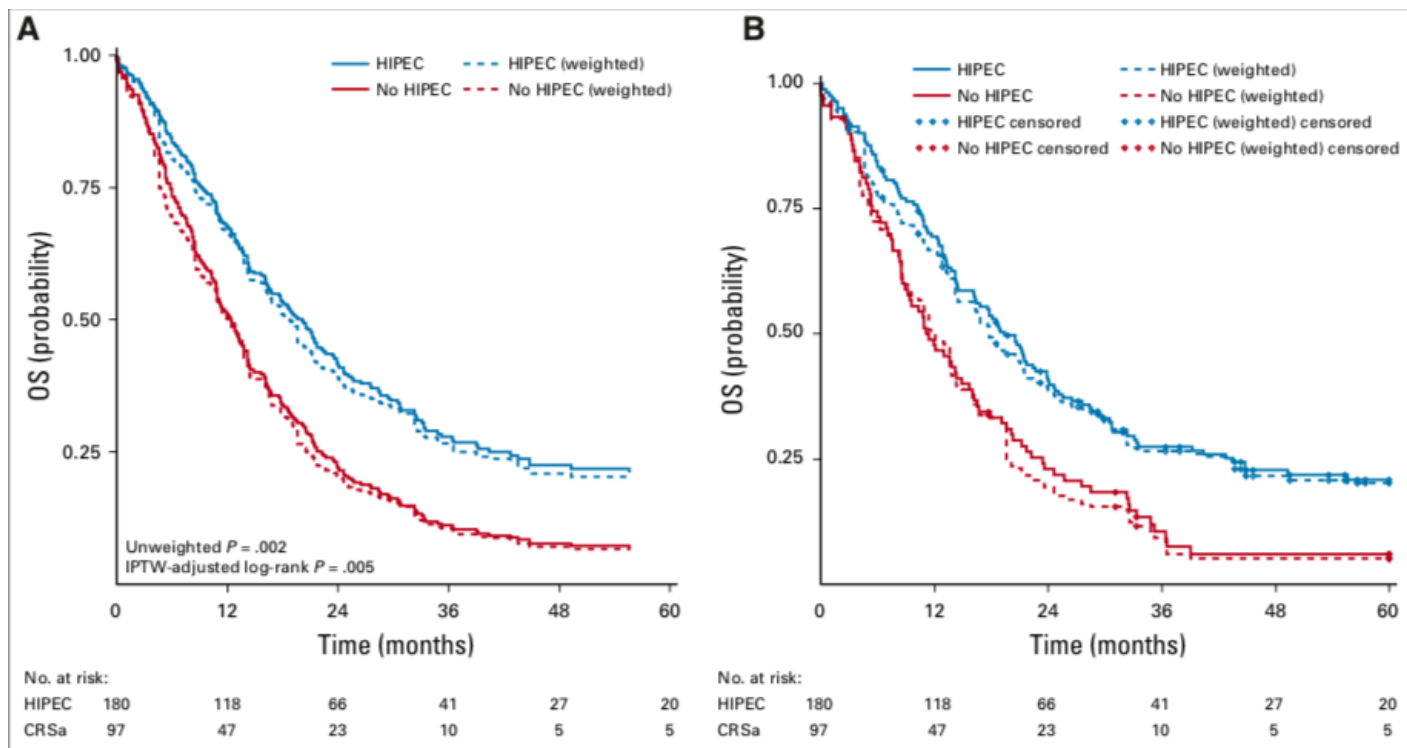 A
OS (probability)
1.00
0.75
0.50
0.25
HIPEC
HIPEC (weighted)
No HIPEC
No HIPEC (weighted)
Unweighted P = .002
IPTW-adjusted log-rank P = .005
0 12 24 36 48 60
Time (months)
No. at risk:
HIPEC 180 118 66 41 27 20
CRSa 97 47 23 10 5 5
B
OS (probability)
1.00
0.75
0.50
0.25
HIPEC
HIPEC (weighted)
No HIPEC
No HIPEC (weighted)
HIPEC censored
HIPEC (weighted) censored
No HIPEC censored
No HIPEC (weighted) censored
0 12 24 36 48 60
Time (months)
No. at risk:
HIPEC 180 118 66 41 27 20
CRSa 97 47 23 10 5 5